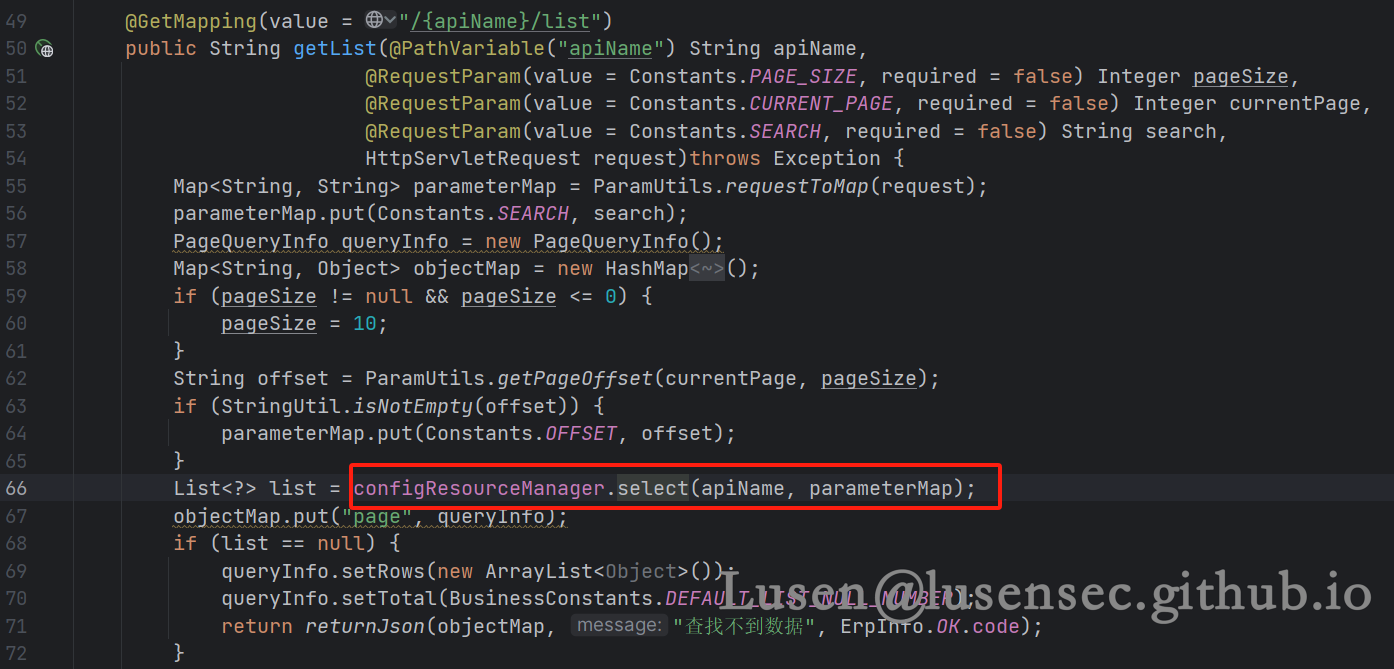 49 @GetMapping(value = "/{apiName}/list")
50 public String getList(@PathVariable("apiName") String apiName,
51 @RequestParam(value = Constants.PAGE_SIZE, required = false) Integer pageSize,
52 @RequestParam(value = Constants.CURRENT_PAGE, required = false) Integer currentPage,
53 @RequestParam(value = Constants.SEARCH, required = false) String search,
54 HttpServletRequest request)throws Exception {
55 Map<String, String> parameterMap = ParamUtils.requestToMap(request);
56 parameterMap.put(Constants.SEARCH, search);
57 PageQueryInfo queryInfo = new PageQueryInfo();
58 Map<String, Object> objectMap = new HashMap<~>();
59 if (pageSize != null && pageSize <= 0) {
60 pageSize = 10;
61 }
62 String offset = ParamUtils.getPageOffset(currentPage, pageSize);
63 if (StringUtil.isNotEmpty(offset)) {
64 parameterMap.put(Constants.OFFSET, offset);
65 }
66 List<?> list = configResourceManager.select(apiName, parameterMap);
67 objectMap.put("page", queryInfo);
68 if (list == null) {
69 queryInfo.setRows(new ArrayList<Object>());
70 queryInfo.setTotal(BusinessConstants.DEFAULT_LIST_NULL_NUMBER);
71 return returnJson(objectMap, message: "查找不到数据", ErpInfo.OK.code);
72 }
Lusen@lusensec.github.io